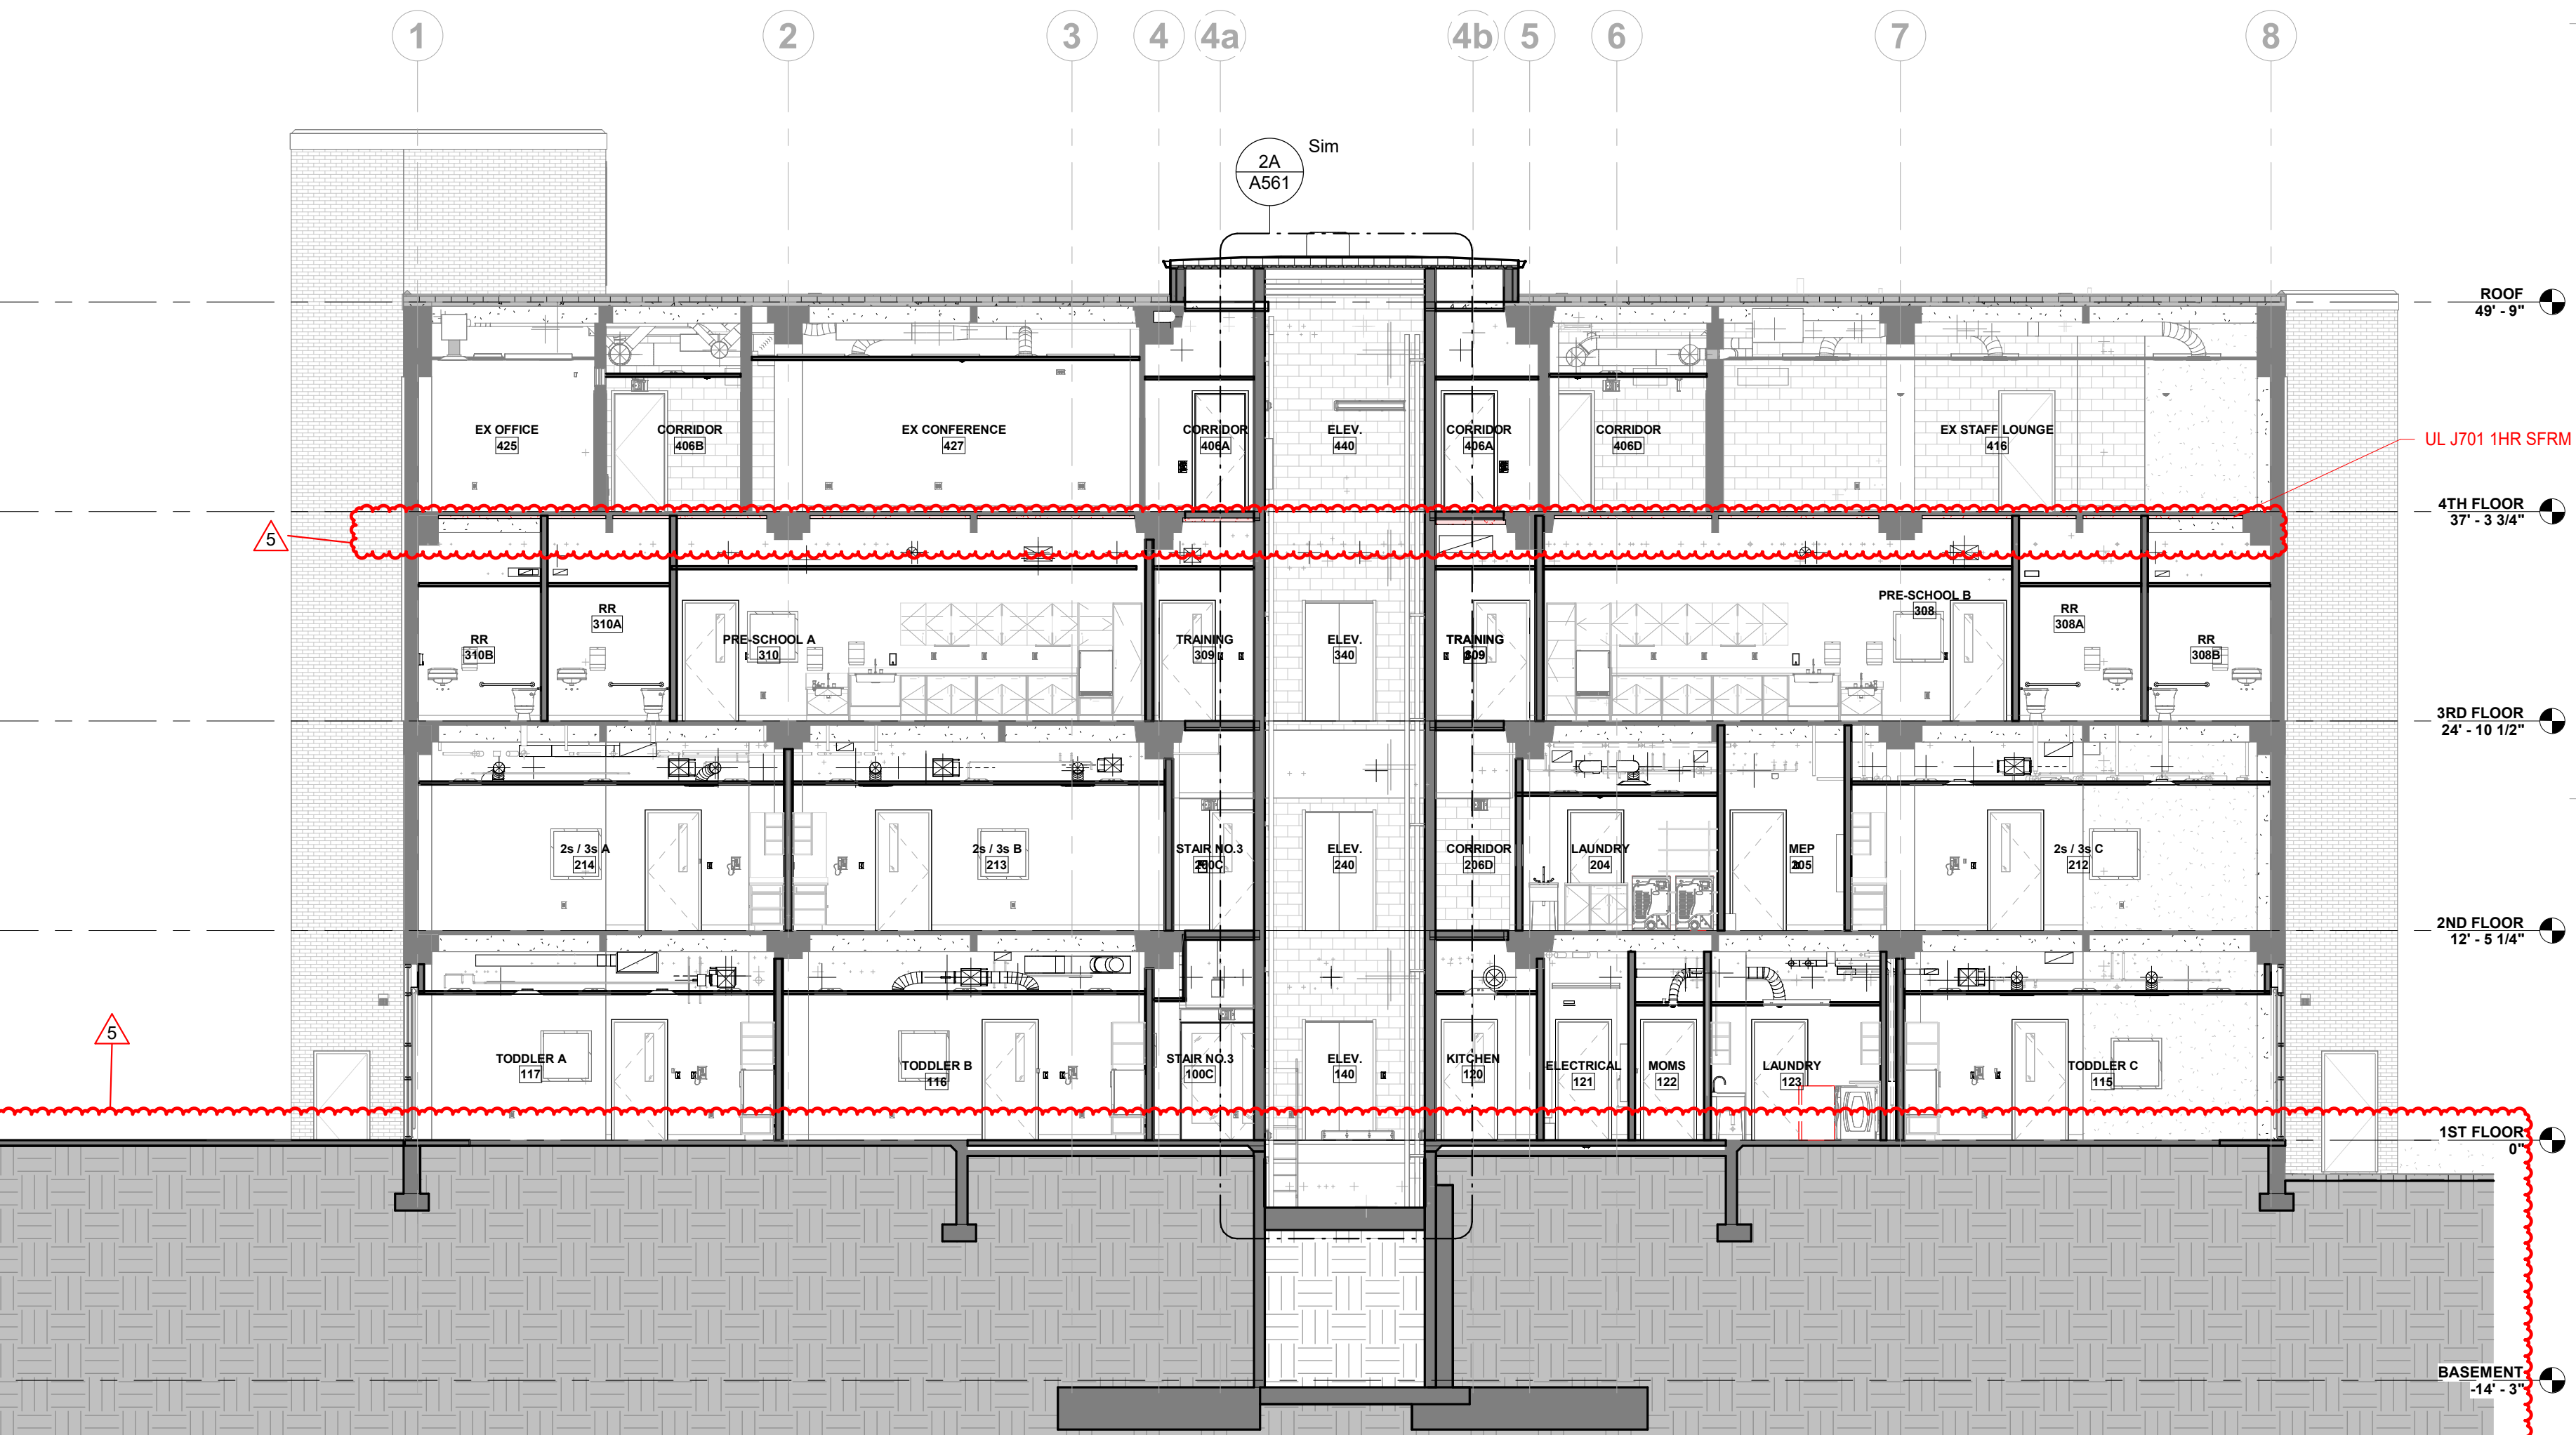 1
2
3
4
4a
4b
5
6
7
8
2A
A561
Sim
ROOF
49' - 9"
EX OFFICE
425
CORRIDOR
406B
EX CONFERENCE
427
CORRIDOR
406A
ELEV.
440
CORRIDOR
406A
CORRIDOR
406D
EX STAFF LOUNGE
416
UL J701 1HR SFRM
4TH FLOOR
37' - 3 3/4"
5
RR
310B
RR
310A
PRE-SCHOOL A
310
TRAINING
309
ELEV.
340
TRAINING
309
PRE-SCHOOL B
308
RR
308A
RR
308B
3RD FLOOR
24' - 10 1/2"
2s / 3s A
214
2s / 3s B
213
STAIR NO.3
200C
ELEV.
240
CORRIDOR
206D
LAUNDRY
204
MEP
205
2s / 3s C
212
2ND FLOOR
12' - 5 1/4"
5
TODDLER A
117
TODDLER B
116
STAIR NO.3
100C
ELEV.
140
KITCHEN
120
ELECTRICAL
121
MOMS
122
LAUNDRY
123
TODDLER C
115
1ST FLOOR
0"
BASEMENT
-14' - 3"